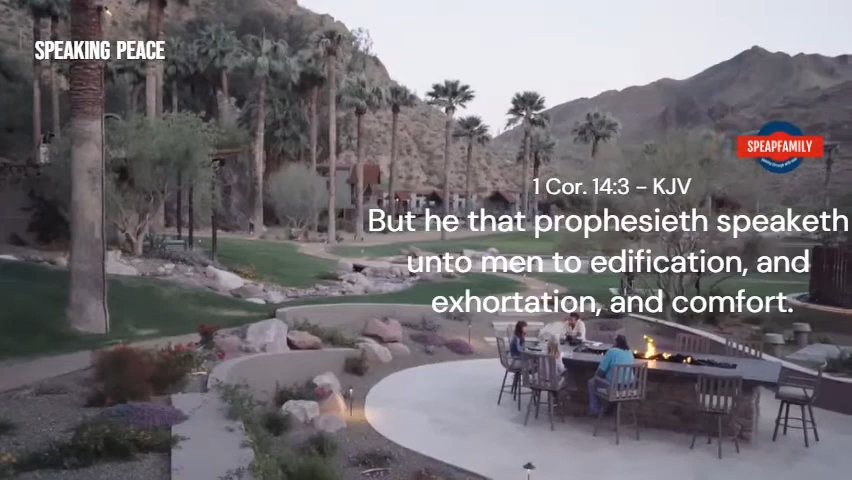 SPEAKING PEACE
SPEAPFAMILY
1 Cor. 14:3 – KJV
But he that prophesieth speaketh
unto men to edification, and
exhortation, and comfort.